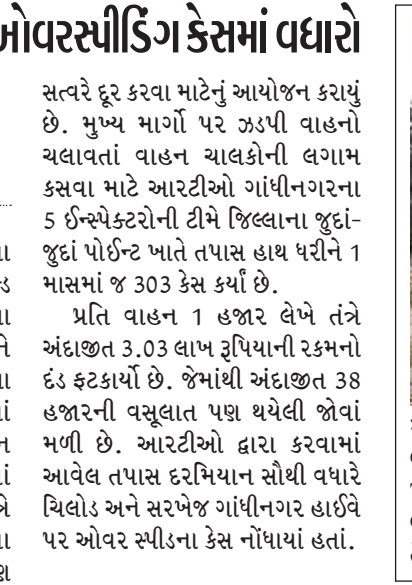 ઓવરસ્પીડિંગ કેસમાં વધારો
સત્વરે દૂર કરવા માટેનું આયોજન કરાયું
છે. મુખ્ય માર્ગો પર ઝડપી વાહનો
ચલાવતાં વાહન ચાલકોની લગામ
કસવા માટે આરટીઓ ગાંધીનગરના
5 ઈન્સ્પેક્ટરોની ટીમે જિલ્લાના જુદાં-
જુદાં પોઈન્ટ ખાતે તપાસ હાથ ધરીને 1
માસમાં જ 303 કેસ કર્યાં છે.
પ્રતિ વાહન 1 હજાર લેખે તંત્રે
અંદાજીત 3.03 લાખ રૂપિયાની રકમનો
દંડ ફટકાર્યો છે. જેમાંથી અંદાજીત 38
હજારની વસૂલાત પણ થયેલી જોવાં
મળી છે. આરટીઓ દ્વારા કરવામાં
આવેલ તપાસ દરમિયાન સૌથી વધારે
ચિલોડ અને સરખેજ ગાંધીનગર હાઈવે
પર ઓવર સ્પીડના કેસ નોંધાયાં હતાં.